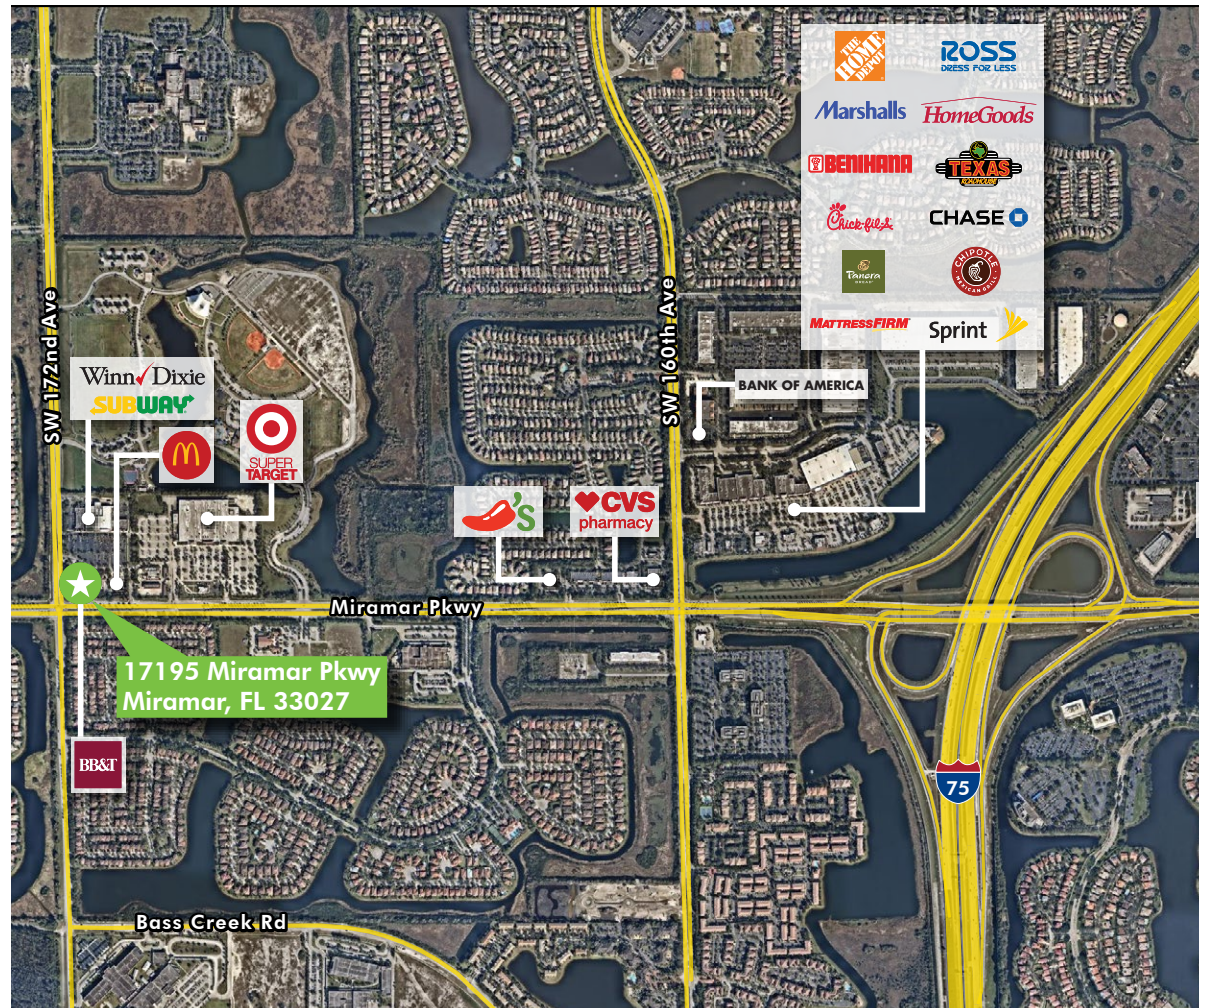 THE
HOME
DEPOT
ROSS
DRESS FOR LESS
Marshalls
HomeGoods
BENIHANA
TEXAS
ROADHOUSE
Chick-fil-A
CHASE
Panera
BREAD
CHIPOTLE
MEXICAN GRILL
MATTRESSFIRM
Sprint
SW 172nd Ave
SW 160th Ave
Winn Dixie
SUBWAY
SUPER
TARGET
BANK OF AMERICA
'S
CVS
pharmacy
Miramar Pkwy
17195 Miramar Pkwy
Miramar, FL 33027
BB&T
75
Bass Creek Rd